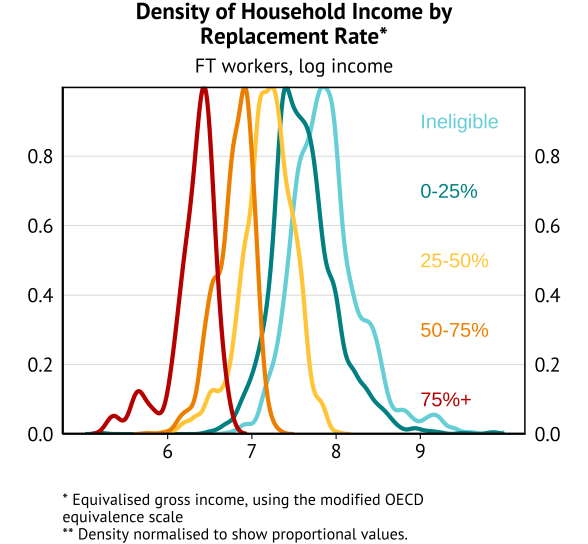 Density of Household Income by
Replacement Rate*
FT workers, log income
Ineligible
0.8 0.8
0-25%
0.6 0.6
25-50%
0.4 0.4
50-75%
0.2 0.2
75%+
0.0 0.0
6 7 8 9
* Equivalised gross income, using the modified OECD
equivalence scale
** Density normalised to show proportional values.